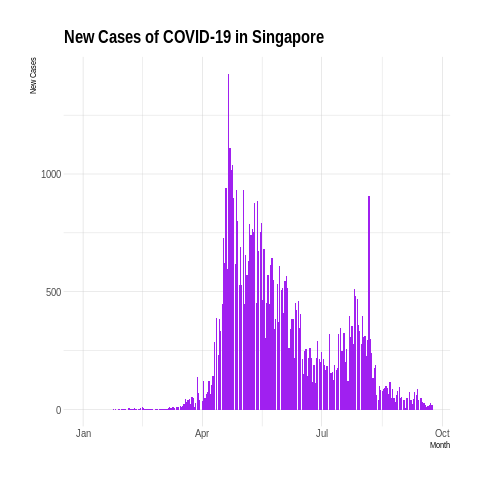 New Cases of COVID-19 in Singapore
New Cases
1000
500
0
Jan Apr Jul Oct
Month